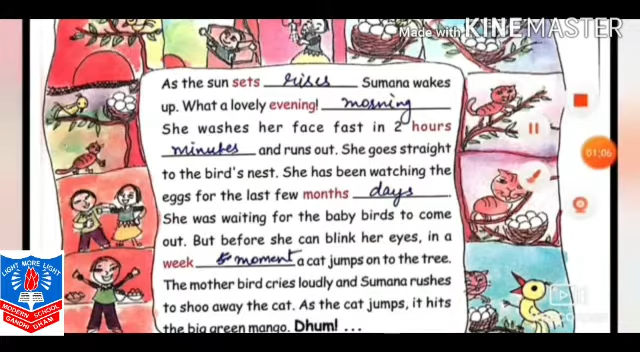 Made with KINEMASTER
As the sun sets rises Sumana wakes
up. What a lovely evening! morning
She washes her face fast in 2 hours
minutes and runs out. She goes straight
to the bird's nest. She has been watching the
eggs for the last few months days.
She was waiting for the baby birds to come
out. But before she can blink her eyes, in a
week moment a cat jumps on to the tree.
The mother bird cries loudly and Sumana rushes
to shoo away the cat. As the cat jumps, it hits
the big green mango. Dhum! ...
01:06
LIGHT MORE LIGHT
MODERN SCHOOL
GANDHI DHAM